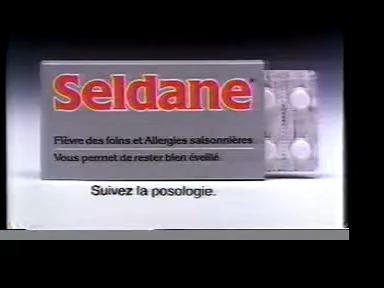 Seldane
Fièvre des foins et Allergies saisonnières
Vous permet de rester bien éveillé.
Suivez la posologie.